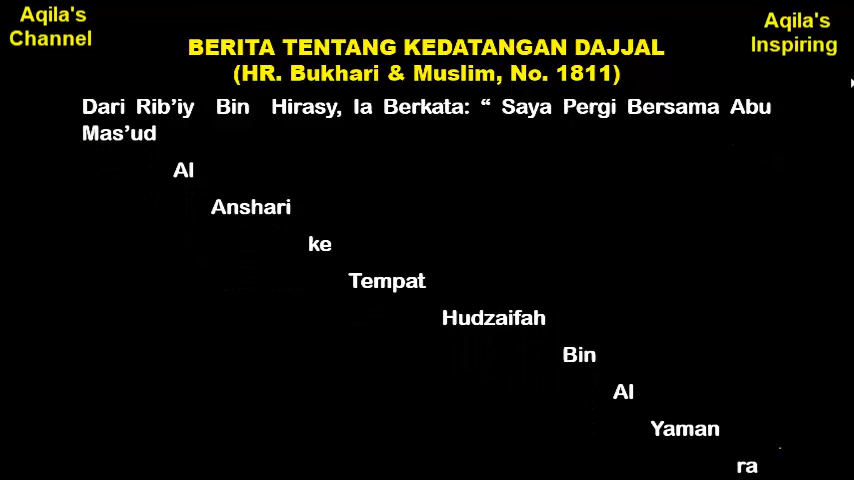 Aqila's
Channel
Aqila's
Inspiring
BERITA TENTANG KEDATANGAN DAJJAL
(HR. Bukhari & Muslim, No. 1811)
Dari Rib’iy Bin Hirasy, Ia Berkata: “ Saya Pergi Bersama Abu
Mas’ud
Al
Anshari
ke
Tempat
Hudzaifah
Bin
Al
Yaman
ra